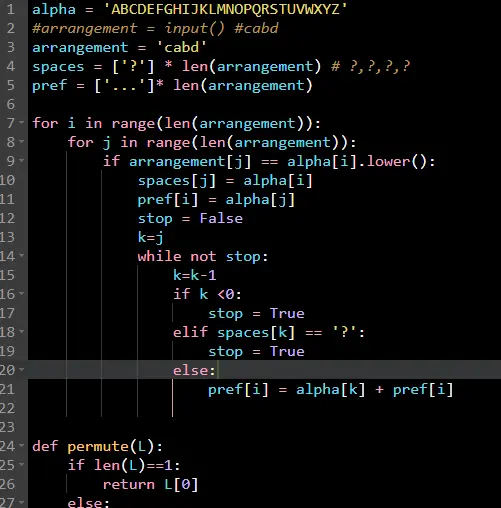 1 alpha = 'ABCDEFGHIJKLMNOPQRSTUVWXYZ'
2 #arrangement = input() #cabd
3 arrangement = 'cabd'
4 spaces = ['?'] * len(arrangement) # ?,?,?,?
5 pref = ['...']* len(arrangement)
6
7 for i in range(len(arrangement)):
8     for j in range(len(arrangement)):
9         if arrangement[j] == alpha[i].lower():
10             spaces[j] = alpha[i]
11             pref[i] = alpha[j]
12             stop = False
13             k=j
14             while not stop:
15                 k=k-1
16                 if k <0:
17                     stop = True
18                 elif spaces[k] == '?':
19                     stop = True
20                 else:
21                     pref[i] = alpha[k] + pref[i]
22
23
24 def permute(L):
25     if len(L)==1:
26         return L[0]
27     else: